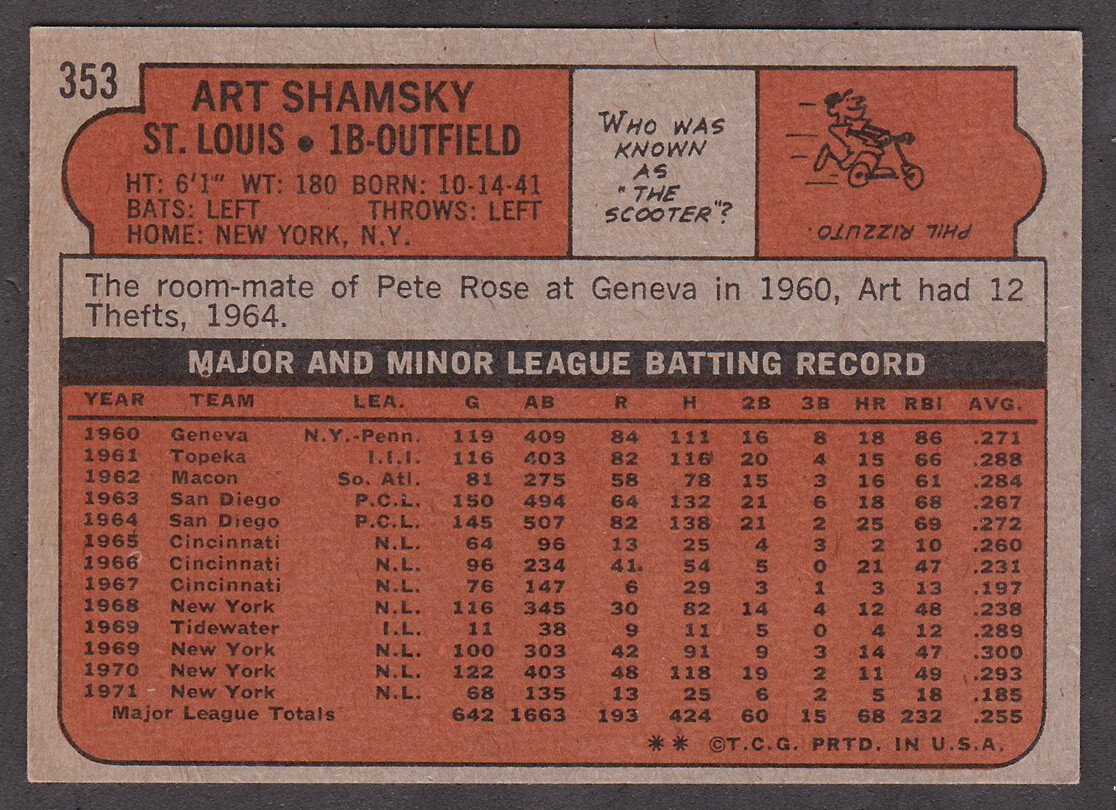 353
ART SHAMSKY
ST. LOUIS • 1B-OUTFIELD
HT: 6'1" WT: 180 BORN: 10-14-41
BATS: LEFT THROWS: LEFT
HOME: NEW YORK, N.Y.
WHO WAS
KNOWN
AS
"THE
SCOOTER"?
PHIL RIZZUTO.
The room-mate of Pete Rose at Geneva in 1960, Art had 12
Thefts, 1964.
MAJOR AND MINOR LEAGUE BATTING RECORD
YEAR TEAM LEA. G AB R H 2B 3B HR RBI AVG.
1960 Geneva N.Y.-Penn. 119 409 84 111 16 8 18 86 .271
1961 Topeka I.I.I. 116 403 82 116 20 4 15 66 .288
1962 Macon So. Atl. 81 275 58 78 15 3 16 61 .284
1963 San Diego P.C.L. 150 494 64 132 21 6 18 68 .267
1964 San Diego P.C.L. 145 507 82 138 21 2 25 69 .272
1965 Cincinnati N.L. 64 96 13 25 4 3 2 10 .260
1966 Cincinnati N.L. 96 234 41 54 5 0 21 47 .231
1967 Cincinnati N.L. 76 147 6 29 3 1 3 13 .197
1968 New York N.L. 116 345 30 82 14 4 12 48 .238
1969 Tidewater I.L. 11 38 9 11 5 0 4 12 .289
1969 New York N.L. 100 303 42 91 9 3 14 47 .300
1970 New York N.L. 122 403 48 118 19 2 11 49 .293
1971 New York N.L. 68 135 13 25 6 2 5 18 .185
Major League Totals 642 1663 193 424 60 15 68 232 .255
** ©T.C.G. PRTD. IN U.S.A.